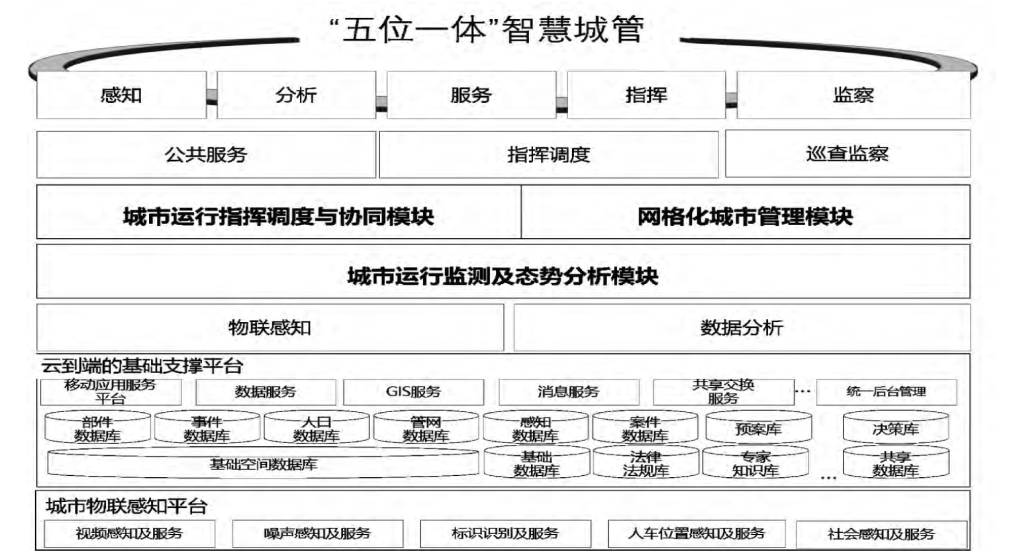 “五位一体”智慧城管
感知 分析 服务 指挥 监察
公共服务 指挥调度 巡查监察
城市运行指挥调度与协同模块 网格化城市管理模块
城市运行监测及态势分析模块
物联感知 数据分析
云到端的基础支撑平台
移动应用服务
平台
数据服务 GIS服务 消息服务
共享交换
服务
... 统一后台管理
部件
数据库
事件
数据库
人口
数据库
管网
数据库
感知
数据库
案件
数据库
预案库 决策库
基础空间数据库
基础
数据库
法律
法规库
专家
知识库
...
共享
数据库
城市物联感知平台
视频感知及服务 噪声感知及服务 标识识别及服务 人车位置感知及服务 社会感知及服务